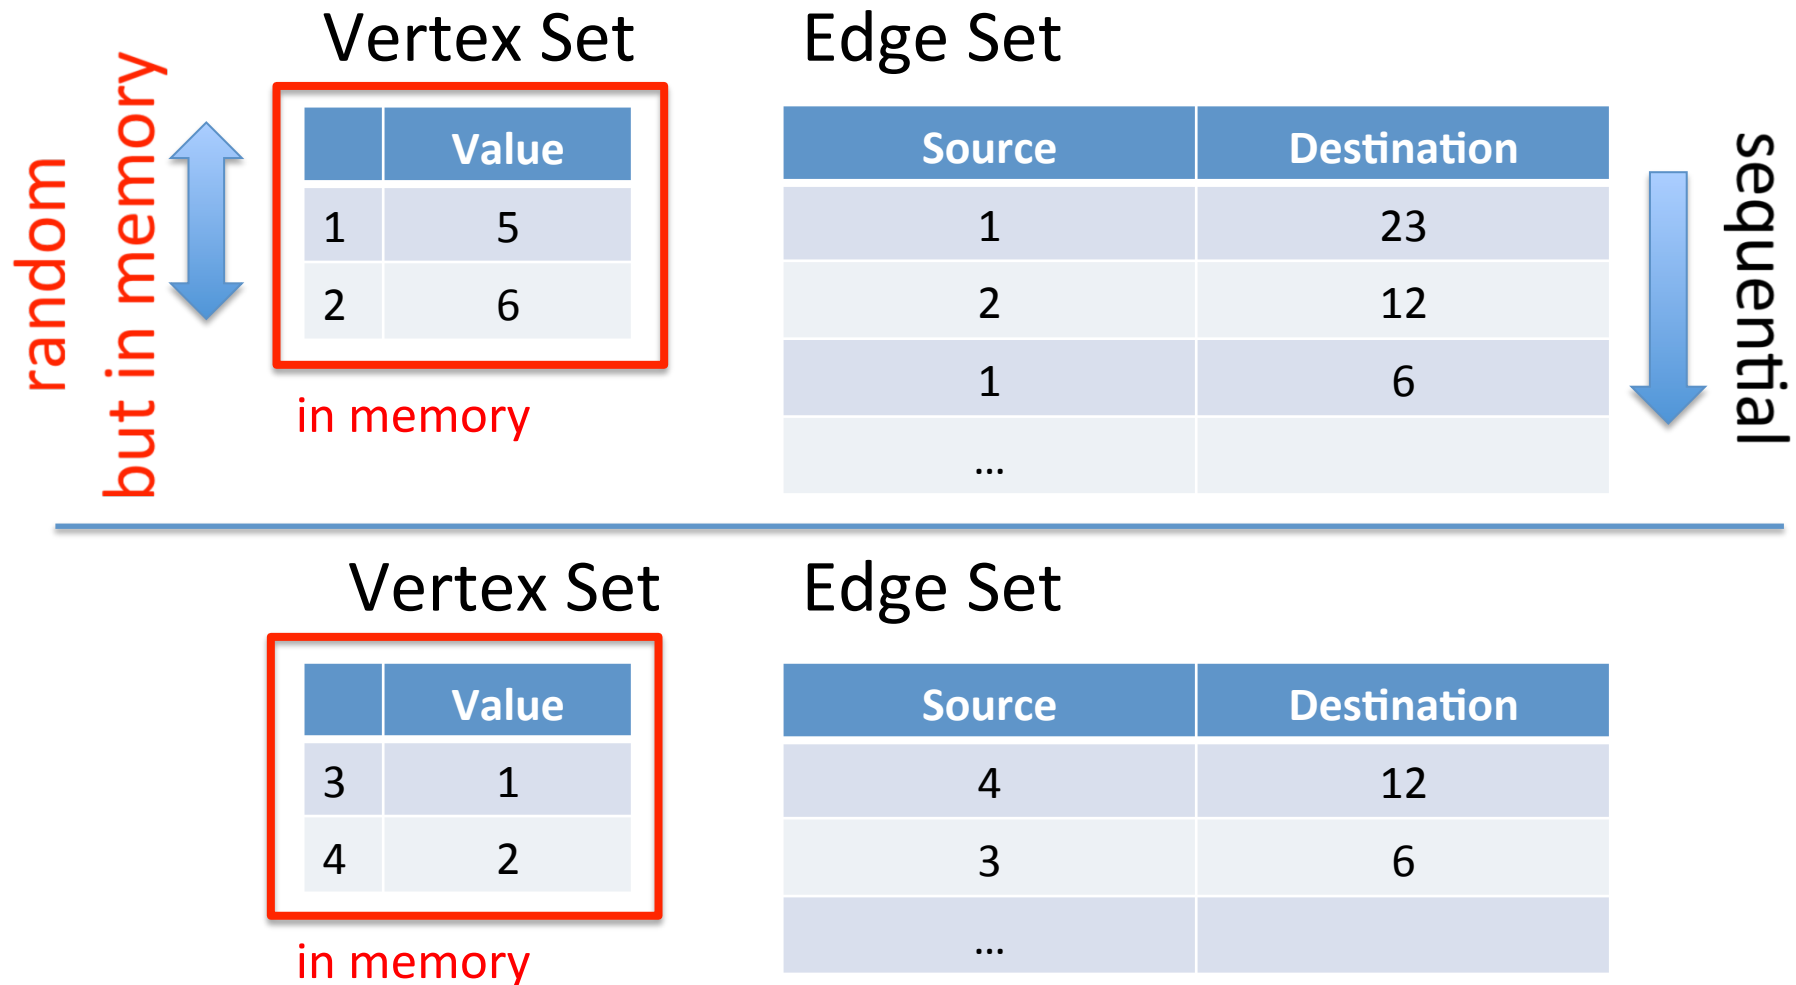 random
but in memory
Vertex Set
Value
1 5
2 6
in memory
Edge Set
Source Destination
1 23
2 12
1 6
...
sequential
Vertex Set
Value
3 1
4 2
in memory
Edge Set
Source Destination
4 12
3 6
...